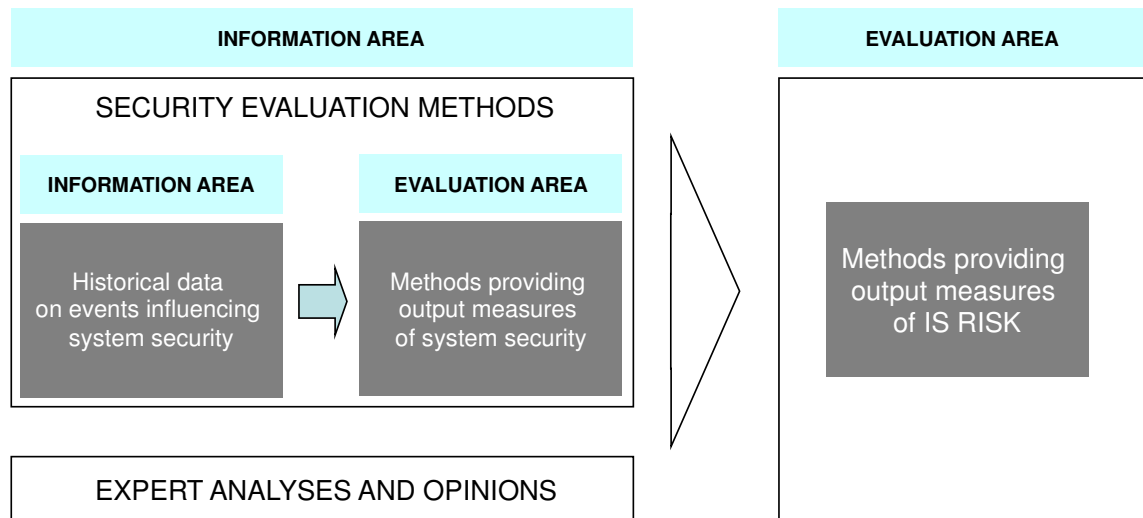 INFORMATION AREA
SECURITY EVALUATION METHODS
INFORMATION AREA
Historical data
on events influencing
system security
EVALUATION AREA
Methods providing
output measures
of system security
EXPERT ANALYSES AND OPINIONS
EVALUATION AREA
Methods providing
output measures
of IS RISK